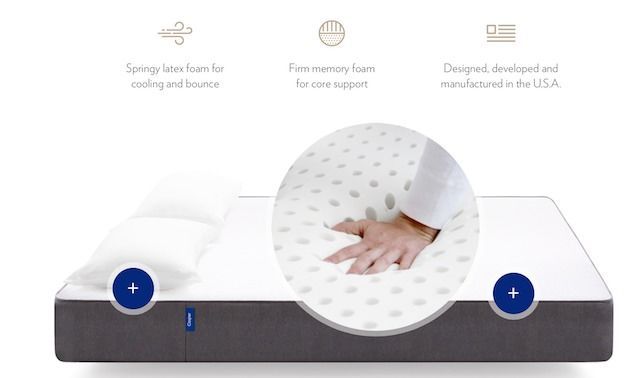 Springy latex foam for
cooling and bounce
Firm memory foam
for core support
Designed, developed and
manufactured in the U.S.A.
Casper